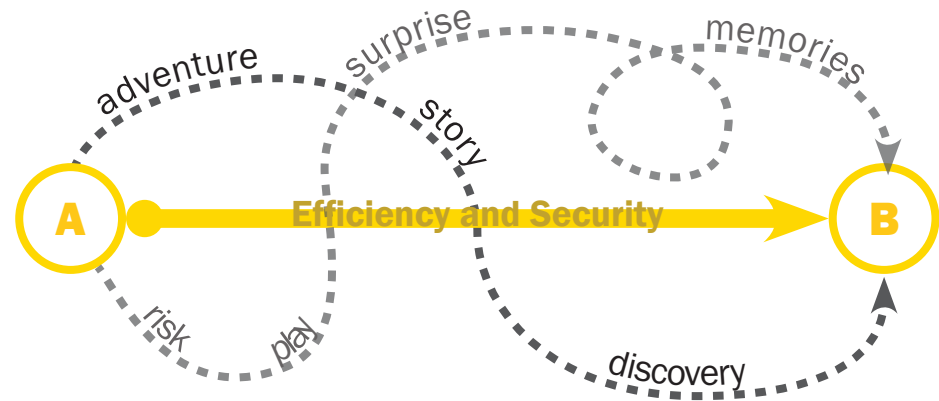 surprise
memories
adventure
story
A
Efficiency and Security
B
risk
play
discovery